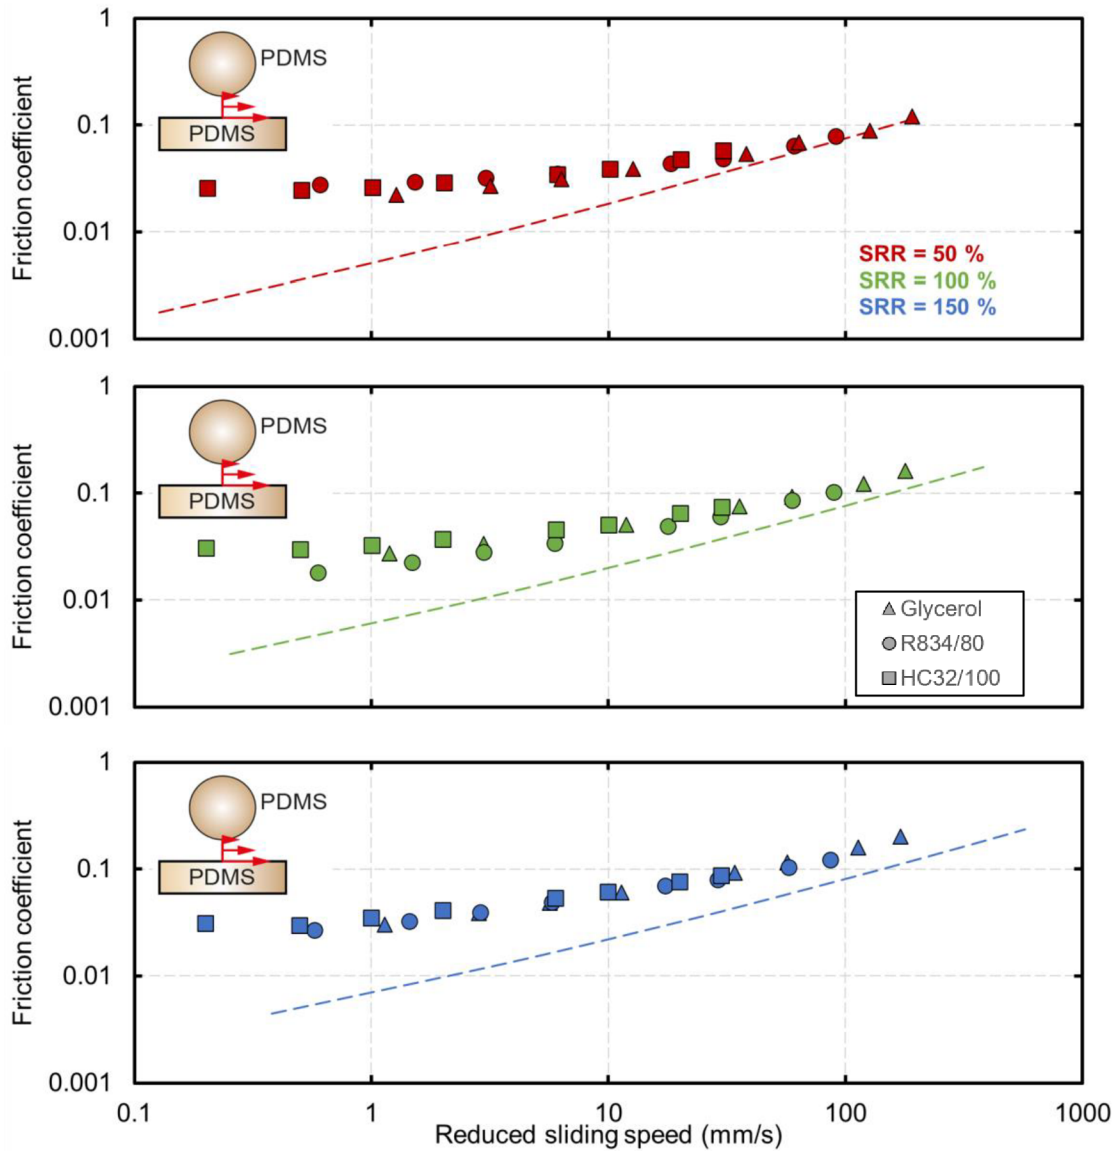 1
0.1
0.01
0.001
Friction coefficient
PDMS
PDMS
SRR = 50 %
SRR = 100 %
SRR = 150 %
1
0.1
0.01
0.001
Friction coefficient
PDMS
PDMS
Glycerol
R834/80
HC32/100
1
0.1
0.01
0.001
Friction coefficient
PDMS
PDMS
0.1 1 10 100 1000
Reduced sliding speed (mm/s)